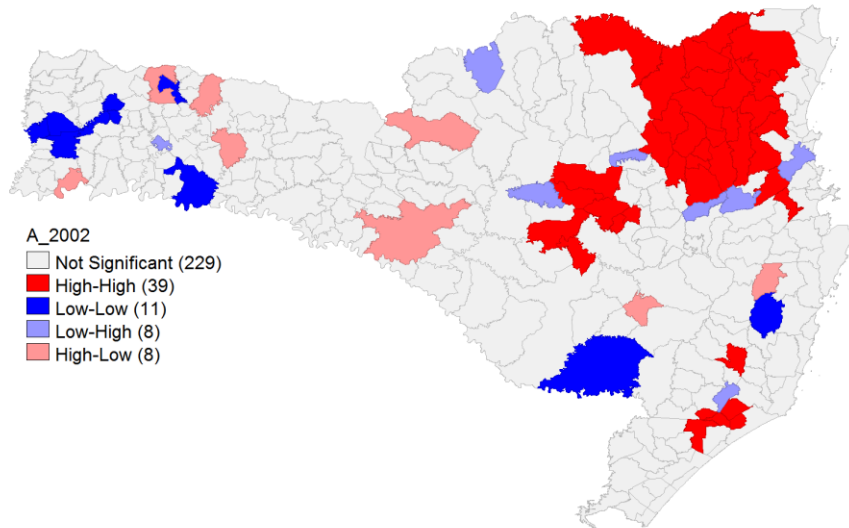 A_2002
Not Significant (229)
High-High (39)
Low-Low (11)
Low-High (8)
High-Low (8)